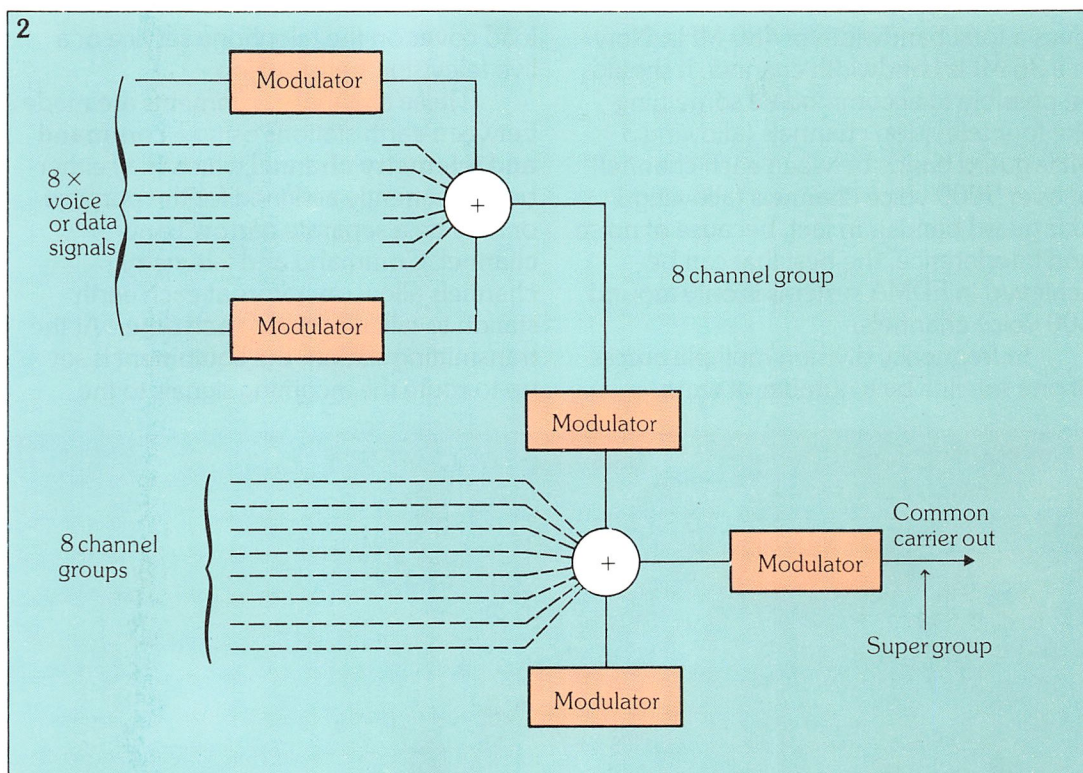 2
Modulator
8 ×
voice
or data
signals
Modulator
8 channel group
Modulator
8 channel
groups
Common
carrier out
Modulator
Super group
Modulator